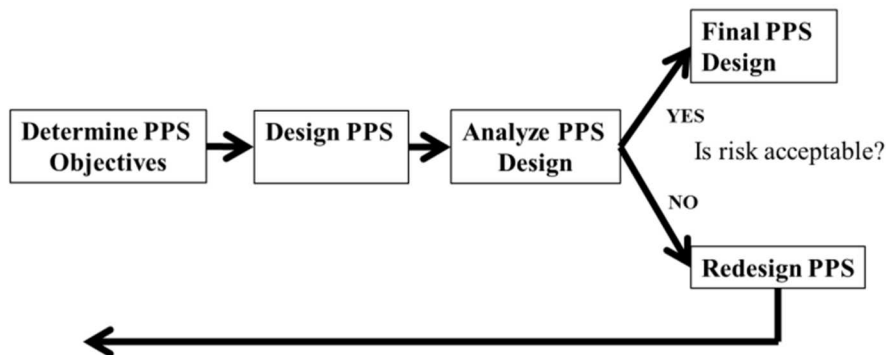 Determine PPS
Objectives
Design PPS
Analyze PPS
Design
Final PPS
Design
YES
Is risk acceptable?
NO
Redesign PPS